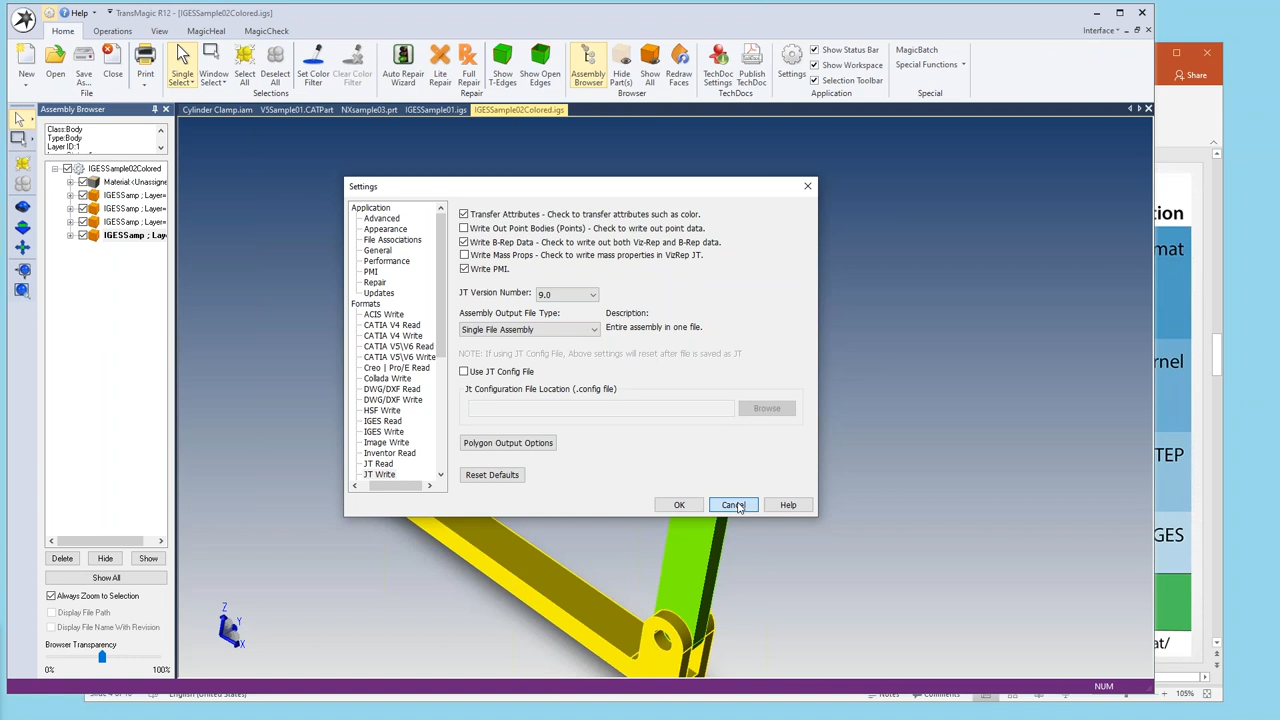 Help
TransMagic R12 - [IGESSample02Colored.igs]
Home
Operations
View
MagicHeal
MagicCheck
Interface
New
Open
Save As...
Close
Print
Single Select
Window Select
Select All
Deselect All
Set Color Filter
Clear Color Filter
Auto Repair Wizard
Lite Repair
Full Repair
Show T-Edges
Show Open Edges
Assembly Browser
Hide Part(s)
Show All
Redraw Faces
TechDoc Settings
Publish TechDoc
Settings
Show Status Bar
Show Workspace
Selection Toolbar
MagicBatch
Special Functions
File
Selections
Repair
Browser
TechDocs
Application
Special
Share
Assembly Browser
Cylinder Clamp.iam
V5Sample01.CATPart
NXsample03.prt
IGESSample01.igs
IGESSample02Colored.igs
Class:Body
Type:Body
Layer ID:1
IGESSample02Colored
Material:<Unassigne
IGESSamp ; Layer=
IGESSamp ; Layer=
IGESSamp ; Layer=
IGESSamp ; Laye
Delete
Hide
Show
Show All
Always Zoom to Selection
Display File Path
Display File Name With Revision
Browser Transparency
0%
100%
Settings
Application
Advanced
Appearance
File Associations
General
Performance
PMI
Repair
Updates
Formats
ACIS Write
CATIA V4 Read
CATIA V4 Write
CATIA V5\V6 Read
CATIA V5\V6 Write
Creo | Pro/E Read
Collada Write
DWG/DXF Read
DWG/DXF Write
HSF Write
IGES Read
IGES Write
Image Write
Inventor Read
JT Read
JT Write
Transfer Attributes - Check to transfer attributes such as color.
Write Out Point Bodies (Points) - Check to write out point data.
Write B-Rep Data - Check to write out both Viz-Rep and B-Rep data.
Write Mass Props - Check to write mass properties in VizRep JT.
Write PMI.
JT Version Number:
9.0
Assembly Output File Type:
Description:
Single File Assembly
Entire assembly in one file.
NOTE: If using JT Config File, Above settings will reset after file is saved as JT
Use JT Config File
Jt Configuration File Location (.config file)
Browse
Polygon Output Options
Reset Defaults
OK
Cancel
Help
Z
Y
X
ion
mat
rnel
TEP
GES
at/
NUM
English (United States)
Notes
Comments
105%